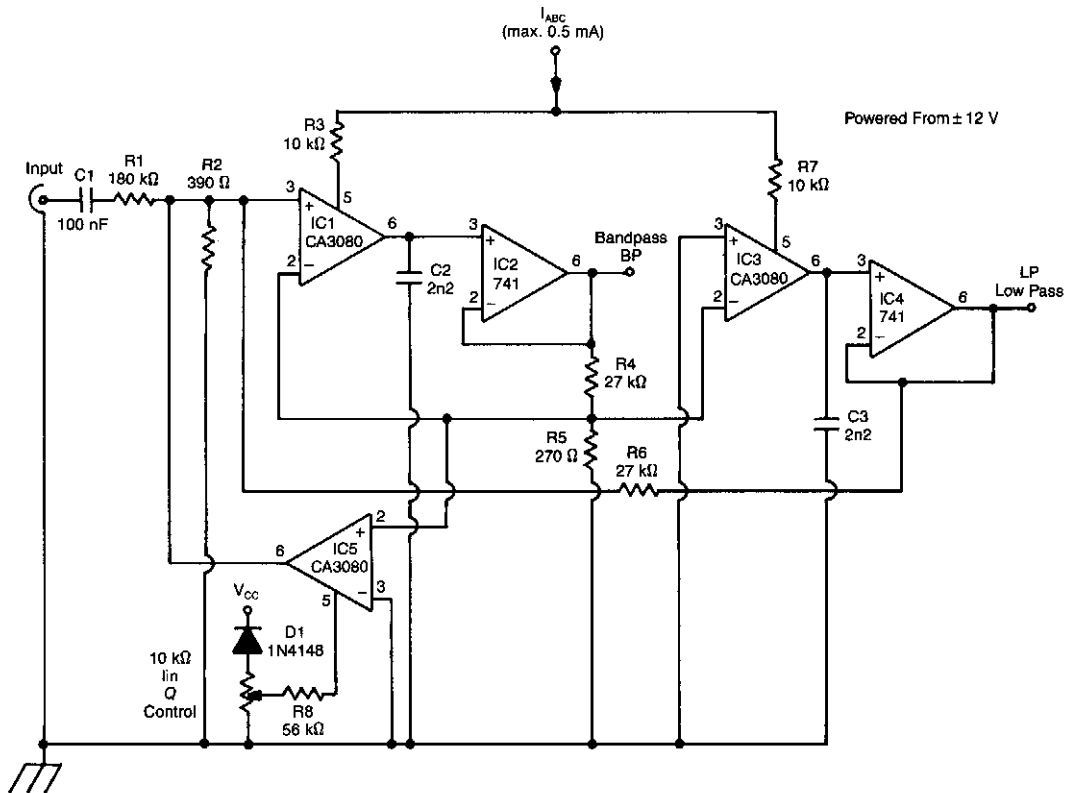 I_ABC
(max. 0.5 mA)
Powered From ± 12 V
R3
10 kΩ
R7
10 kΩ
Input
C1
100 nF
R1
180 kΩ
R2
390 Ω
3
+
5
IC1
CA3080
6
2
−
C2
2n2
3
+
IC2
741
6
2
−
Bandpass
BP
3
+
5
IC3
CA3080
6
2
−
3
+
IC4
741
6
2
−
LP
Low Pass
R4
27 kΩ
R5
270 Ω
R6
27 kΩ
C3
2n2
6
IC5
CA3080
+
2
5
−
3
V_CC
D1
1N4148
10 kΩ
lin
Q
Control
R8
56 kΩ